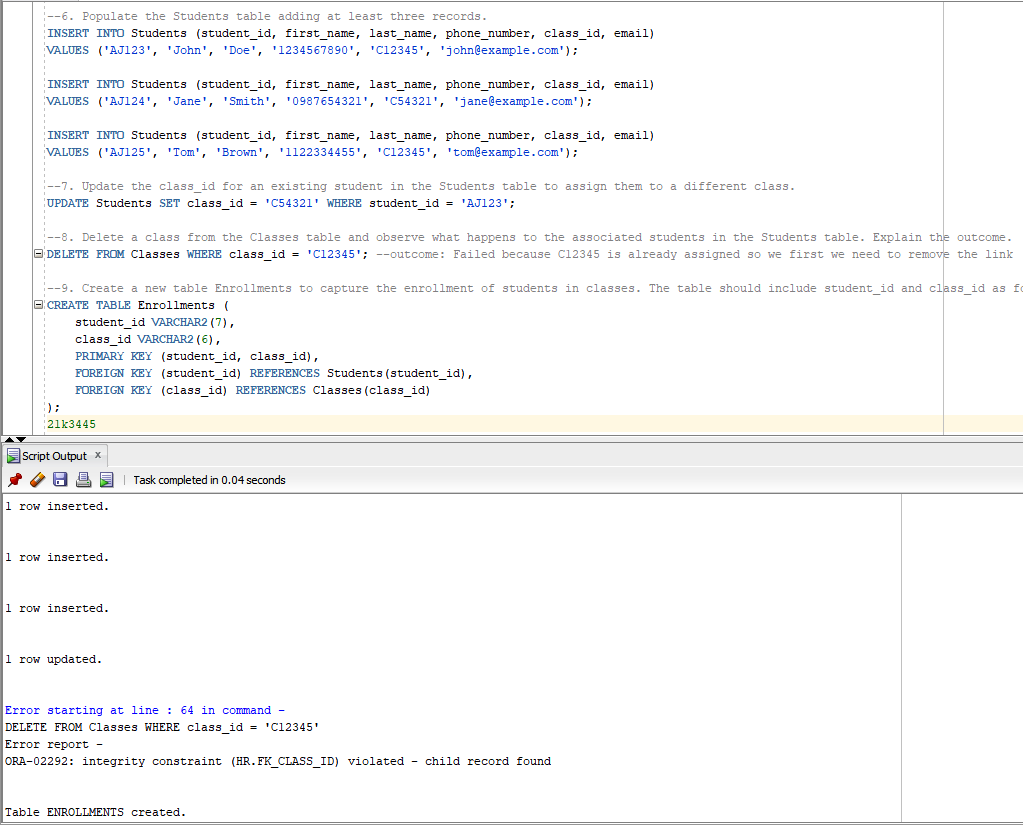 --6. Populate the Students table adding at least three records.
INSERT INTO Students (student_id, first_name, last_name, phone_number, class_id, email)
VALUES ('AJ123', 'John', 'Doe', '1234567890', 'C12345', 'john@example.com');
INSERT INTO Students (student_id, first_name, last_name, phone_number, class_id, email)
VALUES ('AJ124', 'Jane', 'Smith', '0987654321', 'C54321', 'jane@example.com');
INSERT INTO Students (student_id, first_name, last_name, phone_number, class_id, email)
VALUES ('AJ125', 'Tom', 'Brown', '1122334455', 'C12345', 'tom@example.com');
--7. Update the class_id for an existing student in the Students table to assign them to a different class.
UPDATE Students SET class_id = 'C54321' WHERE student_id = 'AJ123';
--8. Delete a class from the Classes table and observe what happens to the associated students in the Students table. Explain the outcome.
DELETE FROM Classes WHERE class_id = 'C12345'; --outcome: Failed because C12345 is already assigned so we first we need to remove the link
--9. Create a new table Enrollments to capture the enrollment of students in classes. The table should include student_id and class_id as fo
CREATE TABLE Enrollments (
student_id VARCHAR2(7),
class_id VARCHAR2(6),
PRIMARY KEY (student_id, class_id),
FOREIGN KEY (student_id) REFERENCES Students(student_id),
FOREIGN KEY (class_id) REFERENCES Classes(class_id)
);
21k3445
Script Output x
Task completed in 0.04 seconds
1 row inserted.
1 row inserted.
1 row inserted.
1 row updated.
Error starting at line : 64 in command -
DELETE FROM Classes WHERE class_id = 'C12345'
Error report -
ORA-02292: integrity constraint (HR.FK_CLASS_ID) violated - child record found
Table ENROLLMENTS created.